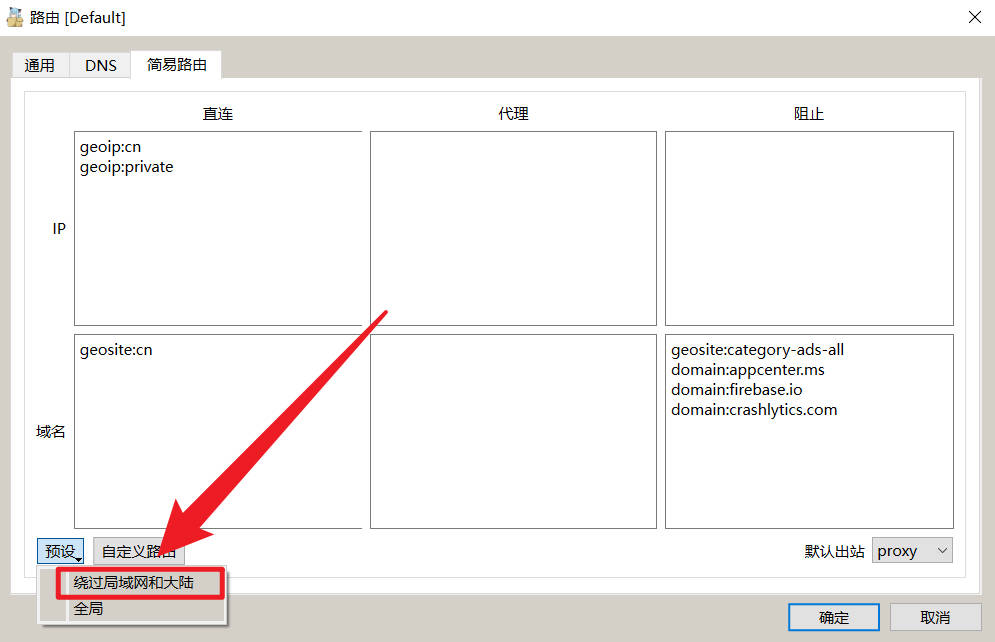 路由 [Default]
通用 DNS 简易路由
直连 代理 阻止
IP
geoip:cn
geoip:private
域名
geosite:cn
geosite:category-ads-all
domain:appcenter.ms
domain:firebase.io
domain:crashlytics.com
预设 自定义路由 默认出站 proxy
绕过局域网和大陆
全局
确定 取消